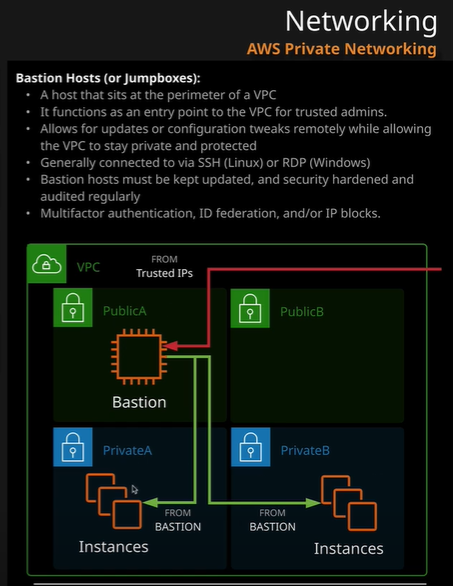 Networking
AWS Private Networking
Bastion Hosts (or Jumpboxes):
• A host that sits at the perimeter of a VPC
• It functions as an entry point to the VPC for trusted admins.
• Allows for updates or configuration tweaks remotely while allowing
the VPC to stay private and protected
• Generally connected to via SSH (Linux) or RDP (Windows)
• Bastion hosts must be kept updated, and security hardened and
audited regularly
• Multifactor authentication, ID federation, and/or IP blocks.
VPC
FROM
Trusted IPs
PublicA
PublicB
Bastion
PrivateA
PrivateB
FROM
BASTION
FROM
BASTION
Instances
Instances